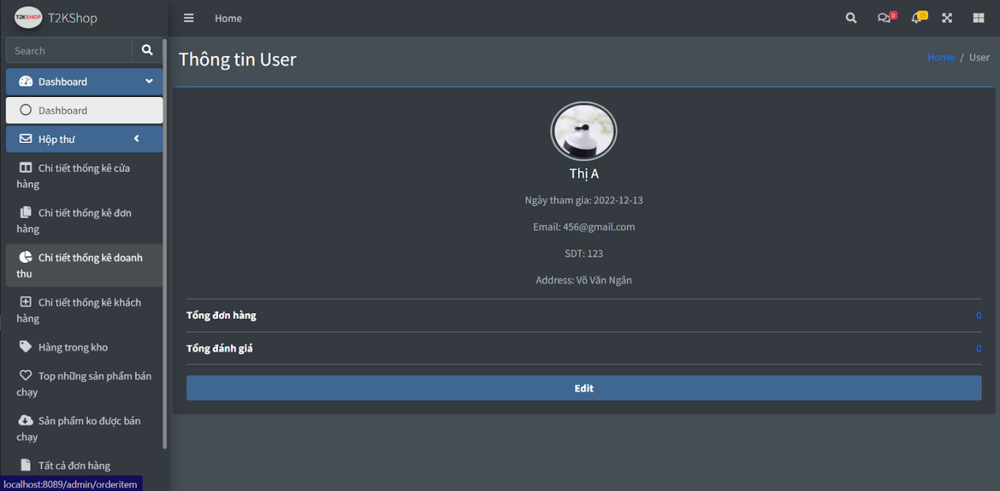 T2KSHOP
T2KShop
Home
0
15
Search
Dashboard
Dashboard
Hộp thư
Chi tiết thống kê cửa
hàng
Chi tiết thống kê đơn
hàng
Chi tiết thống kê doanh
thu
Chi tiết thống kê khách
hàng
Hàng trong kho
Top những sản phẩm bán
chạy
Sản phẩm ko được bán
chạy
Tất cả đơn hàng
localhost:8089/admin/orderitem
Thông tin User
Home / User
Thị A
Ngày tham gia: 2022-12-13
Email: 456@gmail.com
SDT: 123
Address: Võ Văn Ngân
Tổng đơn hàng 0
Tổng đánh giá 0
Edit